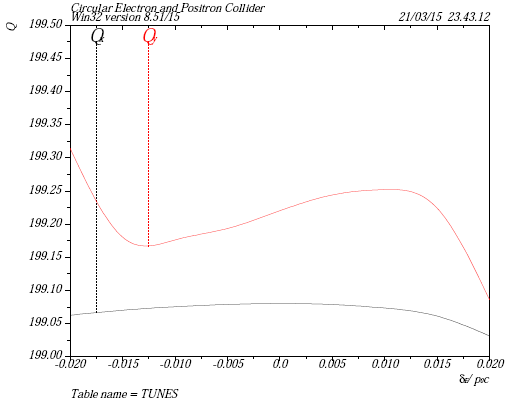 Circular Electron and Positron Collider
Win32 version 8.51/15 21/03/15 23.43.12
Q
Qx Qy
199.50
199.45
199.40
199.35
199.30
199.25
199.20
199.15
199.10
199.05
199.00
-0.020 -0.015 -0.010 -0.005 0.0 0.005 0.010 0.015 0.020
δE/ p0c
Table name = TUNES